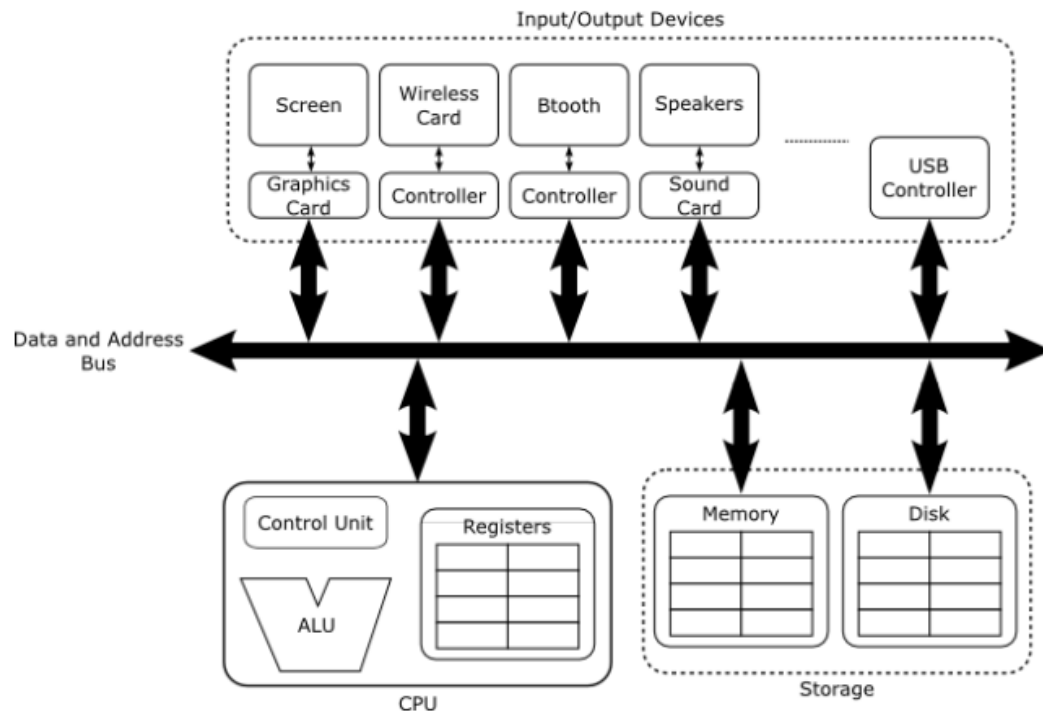 Input/Output Devices
Screen
Wireless
Card
Btooth
Speakers
Graphics
Card
Controller
Controller
Sound
Card
USB
Controller
Data and Address
Bus
Control Unit
ALU
Registers
CPU
Memory
Disk
Storage